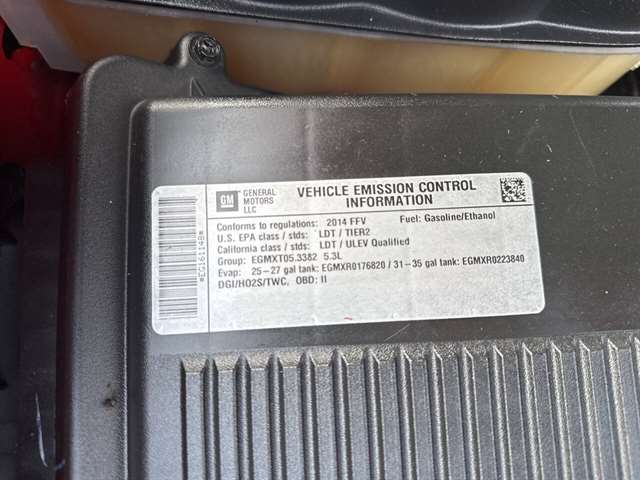 GM
GENERAL MOTORS LLC
VEHICLE EMISSION CONTROL
INFORMATION
Conforms to regulations: 2014 FFV Fuel: Gasoline/Ethanol
U.S. EPA class / stds: LDT / TIER2
California class / stds: LDT / ULEV Qualified
Group: EGMXT05.3382 5.3L
Evap: 25-27 gal tank: EGMXR0176820 / 31-35 gal tank: EGMXR0223840
DGI/HO2S/TWC, OBD: II
*EG16114B*